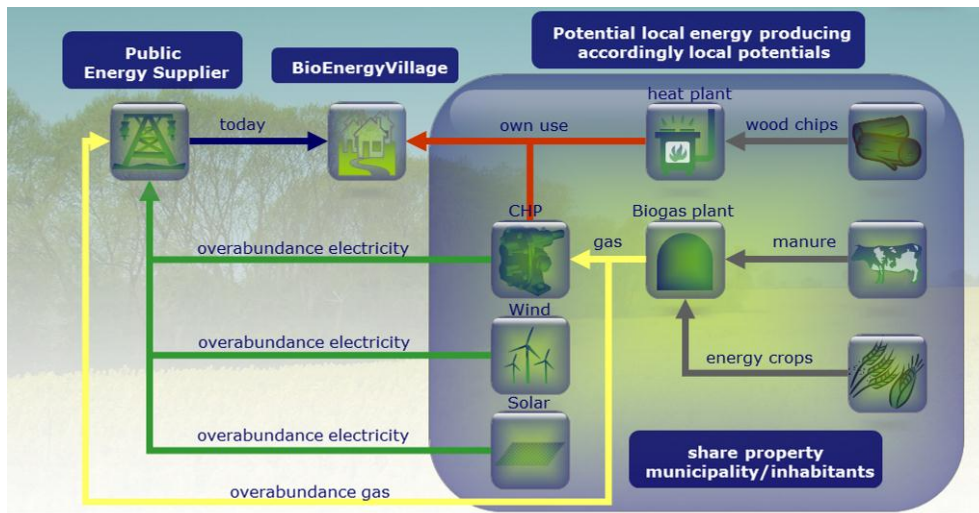 Public
Energy Supplier
BioEnergyVillage
Potential local energy producing
accordingly local potentials
heat plant
today
own use
wood chips
CHP
Biogas plant
overabundance electricity
gas
manure
Wind
overabundance electricity
energy crops
Solar
overabundance electricity
share property
municipality/inhabitants
overabundance gas